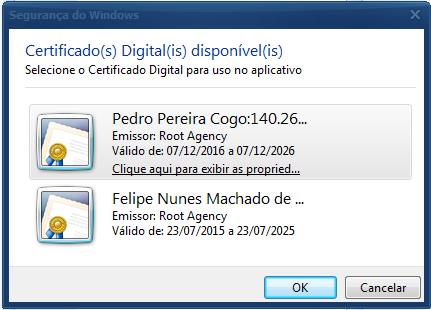 Segurança do Windows
Certificado(s) Digital(is) disponível(is)
Selecione o Certificado Digital para uso no aplicativo
Pedro Pereira Cogo:140.26...
Emissor: Root Agency
Válido de: 07/12/2016 a 07/12/2026
Clique aqui para exibir as propried...
Felipe Nunes Machado de ...
Emissor: Root Agency
Válido de: 23/07/2015 a 23/07/2025
OK
Cancelar